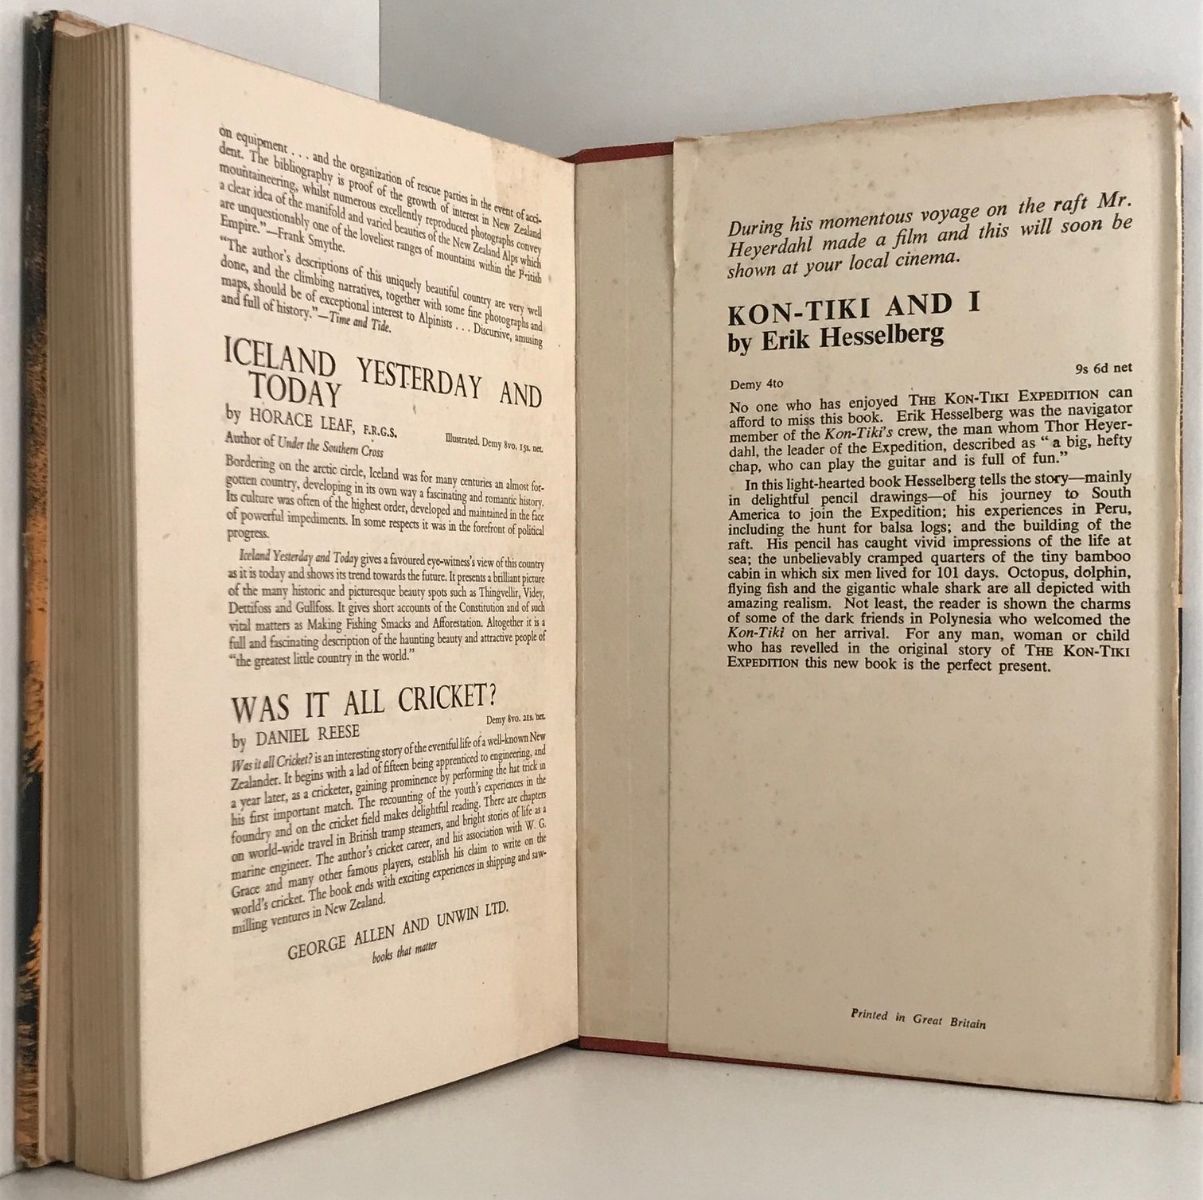 on equipment . . . and the organization of rescue parties in the event of acci-
dent. The bibliography is proof of the growth of interest in New Zealand
mountaineering, whilst numerous excellently reproduced photographs convey
a clear idea of the manifold and varied beauties of the New Zealand Alps which
are unquestionably one of the loveliest ranges of mountains within the British
Empire."—Frank Smythe.
"The author's descriptions of this uniquely beautiful country are very well
done, and the climbing narratives, together with some fine photographs and
maps, should be of exceptional interest to Alpinists . . . Discursive, amusing
and full of history."—Time and Tide.
ICELAND YESTERDAY AND
TODAY
by HORACE LEAF, F.R.G.S.
Illustrated. Demy 8vo. 15s. net.
Author of Under the Southern Cross
Bordering on the arctic circle, Iceland was for many centuries an almost for-
gotten country, developing in its own way a fascinating and romantic history.
Its culture was often of the highest order, developed and maintained in the face
of powerful impediments. In some respects it was in the forefront of political
progress.
Iceland Yesterday and Today gives a favoured eye-witness's view of this country
as it is today and shows its trend towards the future. It presents a brilliant picture
of the many historic and picturesque beauty spots such as Thingvellir, Videy,
Dettifoss and Gullfoss. It gives short accounts of the Constitution and of such
vital matters as Making Fishing Smacks and Afforestation. Altogether it is a
full and fascinating description of the haunting beauty and attractive people of
"the greatest little country in the world."
WAS IT ALL CRICKET?
by DANIEL REESE
Demy 8vo. 21s. net.
Was it all Cricket? is an interesting story of the eventful life of a well-known New
Zealander. It begins with a lad of fifteen being apprenticed to engineering, and
a year later, as a cricketer, gaining prominence by performing the hat trick in
his first important match. The recounting of the youth's experiences in the
foundry and on the cricket field makes delightful reading. There are chapters
on world-wide travel in British tramp steamers, and bright stories of life as a
marine engineer. The author's cricket career, and his association with W. G.
Grace and many other famous players, establish his claim to write on the
world's cricket. The book ends with exciting experiences in shipping and saw-
milling ventures in New Zealand.
GEORGE ALLEN AND UNWIN LTD.
books that matter
During his momentous voyage on the raft Mr.
Heyerdahl made a film and this will soon be
shown at your local cinema.
KON-TIKI AND I
by Erik Hesselberg
Demy 4to 9s 6d net
No one who has enjoyed THE KON-TIKI EXPEDITION can
afford to miss this book. Erik Hesselberg was the navigator
member of the Kon-Tiki's crew, the man whom Thor Heyer-
dahl, the leader of the Expedition, described as "a big, hefty
chap, who can play the guitar and is full of fun."
In this light-hearted book Hesselberg tells the story—mainly
in delightful pencil drawings—of his journey to South
America to join the Expedition; his experiences in Peru,
including the hunt for balsa logs; and the building of the
raft. His pencil has caught vivid impressions of the life at
sea; the unbelievably cramped quarters of the tiny bamboo
cabin in which six men lived for 101 days. Octopus, dolphin,
flying fish and the gigantic whale shark are all depicted with
amazing realism. Not least, the reader is shown the charms
of some of the dark friends in Polynesia who welcomed the
Kon-Tiki on her arrival. For any man, woman or child
who has revelled in the original story of THE KON-TIKI
EXPEDITION this new book is the perfect present.
Printed in Great Britain